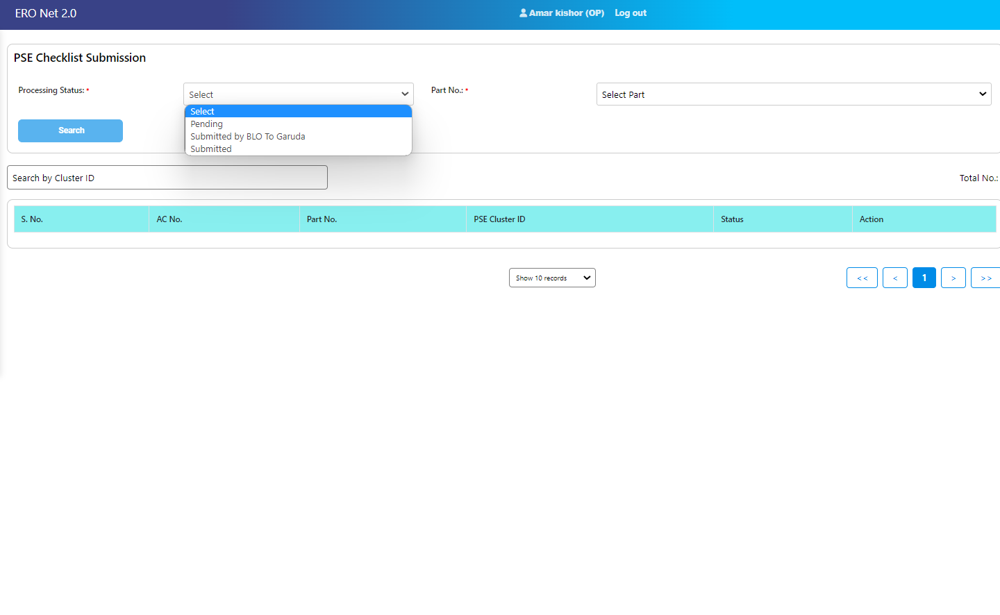 ERO Net 2.0
Amar kishor (OP) Log out
PSE Checklist Submission
Processing Status: *
Select
Part No.: *
Select Part
Select
Pending
Submitted by BLO To Garuda
Submitted
Search
Search by Cluster ID
Total No.:
S. No. AC No. Part No. PSE Cluster ID Status Action
Show 10 records
<< < 1 > >>